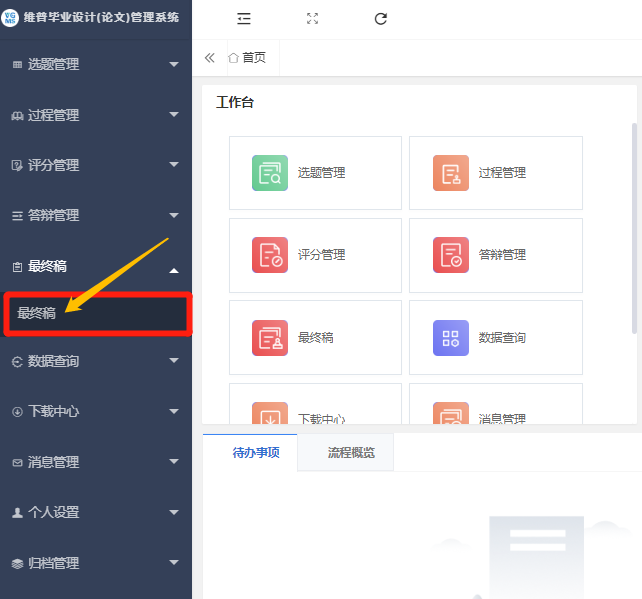 VG
MS
维普毕业设计(论文)管理系统
选题管理
过程管理
评分管理
答辩管理
最终稿
最终稿
数据查询
下载中心
消息管理
个人设置
归档管理
首页
工作台
选题管理
过程管理
评分管理
答辩管理
最终稿
数据查询
下载中心
消息管理
待办事项
流程概览